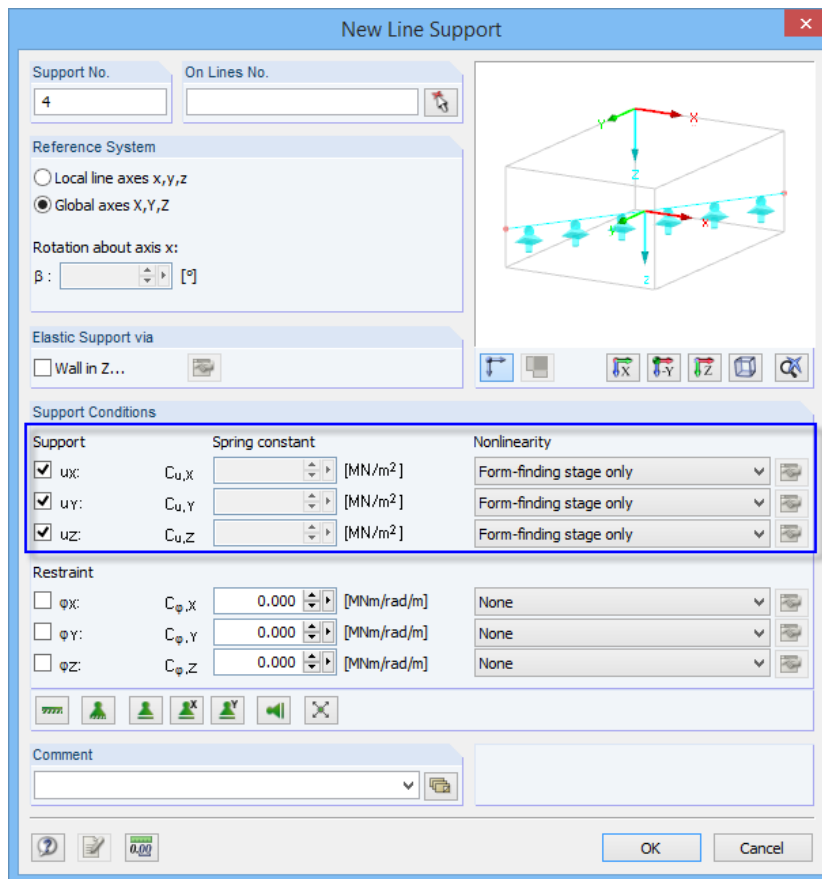 New Line Support
Support No.
On Lines No.
4
Reference System
Local line axes x,y,z
Global axes X,Y,Z
Rotation about axis x:
β : [°]
Y X
Z
Y X
z
Elastic Support via
Wall in Z...
X -Y Z
Support Conditions
Support Spring constant Nonlinearity
uX: Cu,X [MN/m²] Form-finding stage only
uY: Cu,Y [MN/m²] Form-finding stage only
uZ: Cu,Z [MN/m²] Form-finding stage only
Restraint
φX: Cφ,X 0.000 [MNm/rad/m] None
φY: Cφ,Y 0.000 [MNm/rad/m] None
φZ: Cφ,Z 0.000 [MNm/rad/m] None
X Y
Comment
0.00
OK Cancel